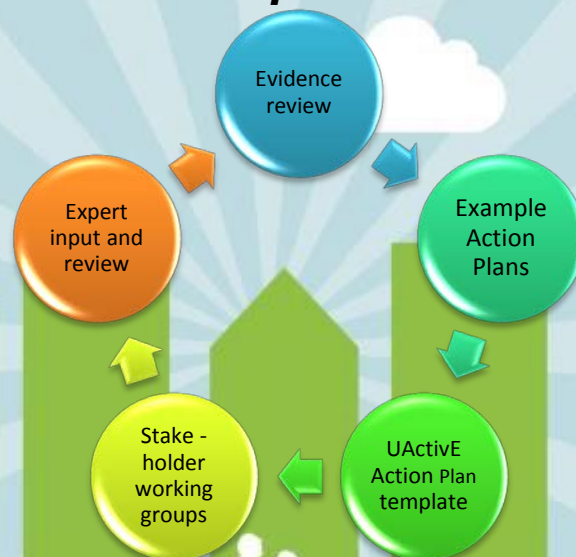 Evidence
review
Example
Action
Plans
UActivE
Action Plan
template
Stake -
holder
working
groups
Expert
input and
review